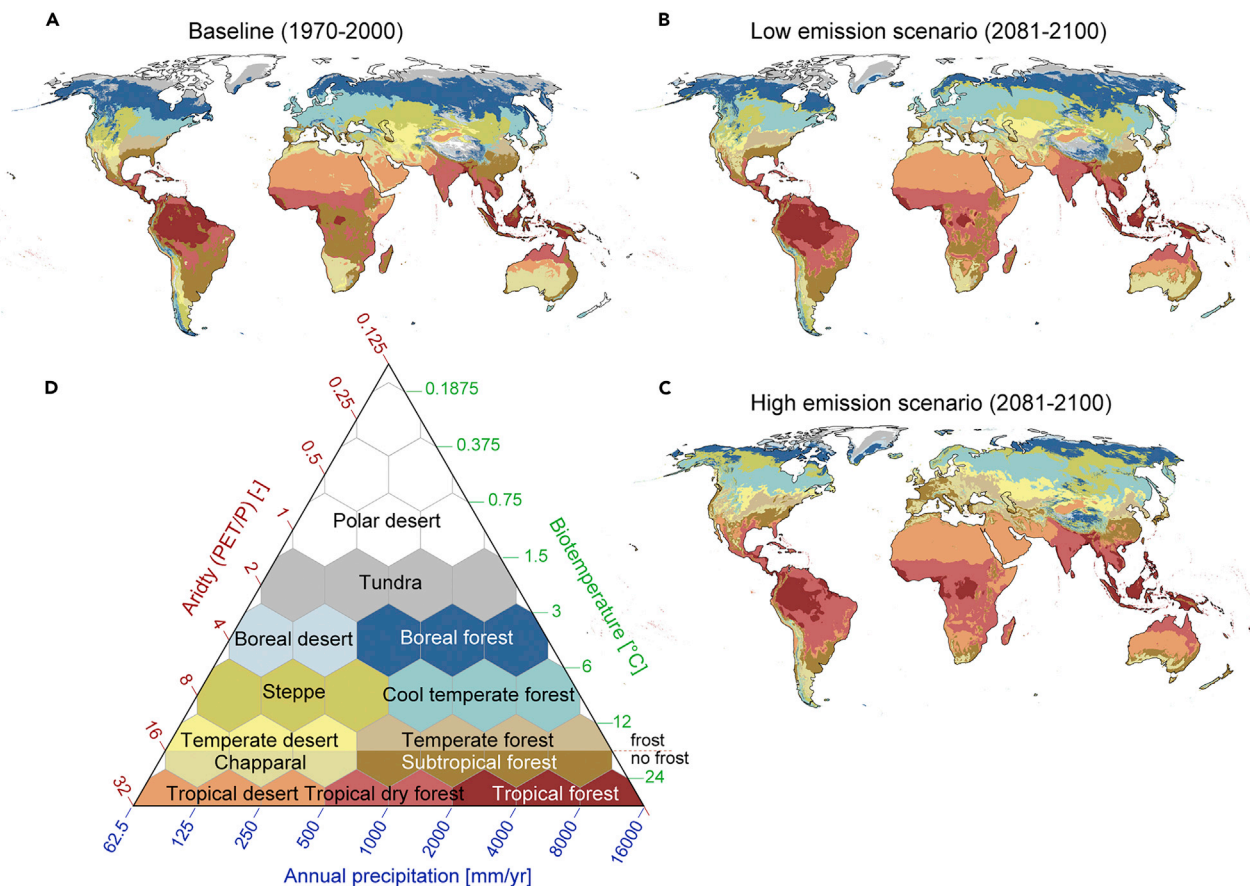 A
Baseline (1970-2000)
B
Low emission scenario (2081-2100)
C
High emission scenario (2081-2100)
D
0.125
0.25
0.5
1
2
4
8
16
32
Aridty (PET/P) [-]
0.1875
0.375
0.75
1.5
3
6
12
24
Biotemperature [°C]
frost
no frost
Polar desert
Tundra
Boreal desert
Boreal forest
Steppe
Cool temperate forest
Temperate desert
Temperate forest
Chapparal
Subtropical forest
Tropical desert
Tropical dry forest
Tropical forest
62.5
125
250
500
1000
2000
4000
8000
16000
Annual precipitation [mm/yr]